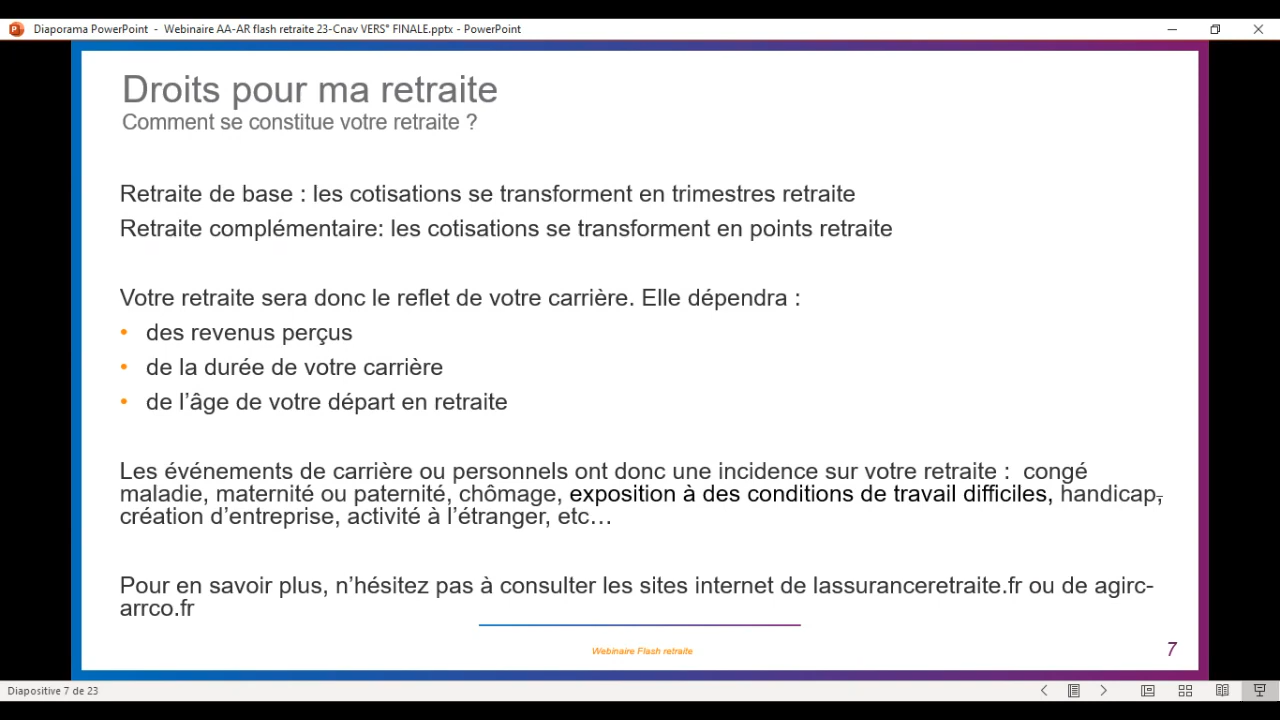 Diaporama PowerPoint - Webinaire AA-AR flash retraite 23-Cnav VERS° FINALE.pptx - PowerPoint
Droits pour ma retraite
Comment se constitue votre retraite ?
Retraite de base : les cotisations se transforment en trimestres retraite
Retraite complémentaire: les cotisations se transforment en points retraite
Votre retraite sera donc le reflet de votre carrière. Elle dépendra :
• des revenus perçus
• de la durée de votre carrière
• de l’âge de votre départ en retraite
Les événements de carrière ou personnels ont donc une incidence sur votre retraite : congé
maladie, maternité ou paternité, chômage, exposition à des conditions de travail difficiles, handicap,
création d’entreprise, activité à l’étranger, etc…
Pour en savoir plus, n’hésitez pas à consulter les sites internet de lassuranceretraite.fr ou de agirc-
arrco.fr
Webinaire Flash retraite
7
Diapositive 7 de 23